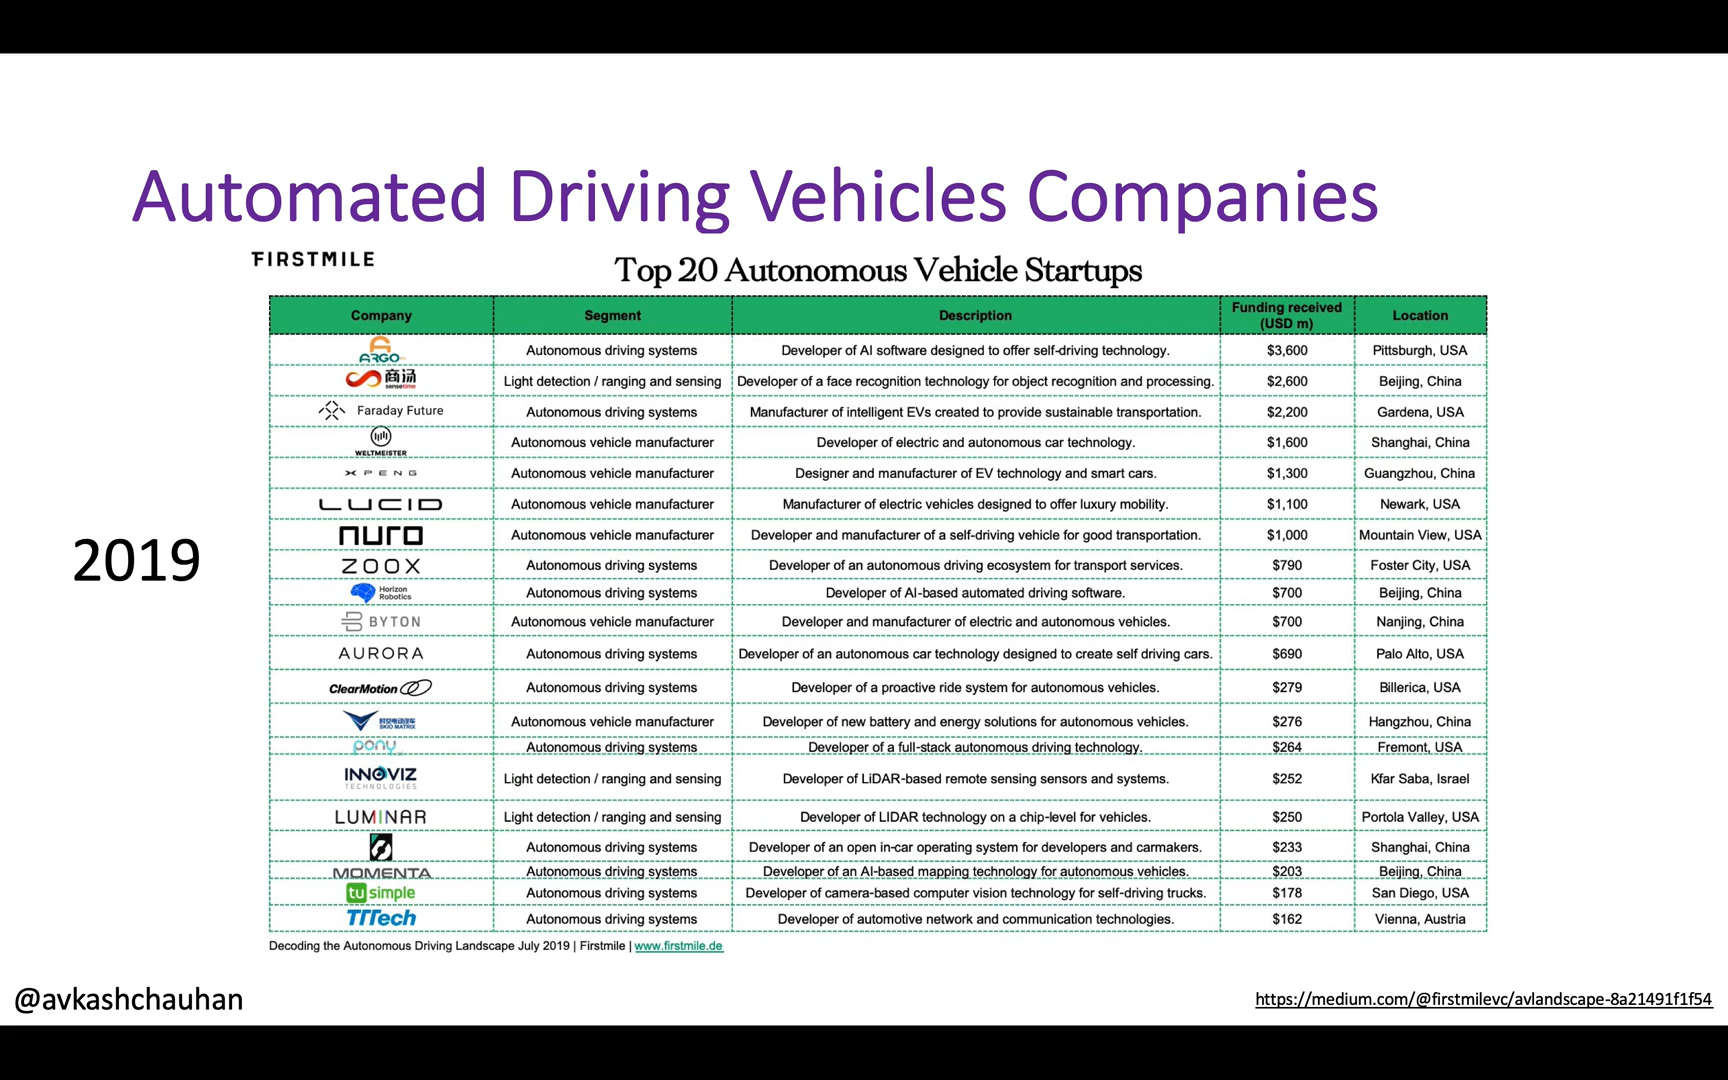 Automated Driving Vehicles Companies
FIRSTMILE
Top 20 Autonomous Vehicle Startups
Company Segment Description Funding received (USD m) Location
ARGO Autonomous driving systems Developer of AI software designed to offer self-driving technology. $3,600 Pittsburgh, USA
商汤 sensetime Light detection / ranging and sensing Developer of a face recognition technology for object recognition and processing. $2,600 Beijing, China
Faraday Future Autonomous driving systems Manufacturer of intelligent EVs created to provide sustainable transportation. $2,200 Gardena, USA
WELTMEISTER Autonomous vehicle manufacturer Developer of electric and autonomous car technology. $1,600 Shanghai, China
XPENG Autonomous vehicle manufacturer Designer and manufacturer of EV technology and smart cars. $1,300 Guangzhou, China
LUCID Autonomous vehicle manufacturer Manufacturer of electric vehicles designed to offer luxury mobility. $1,100 Newark, USA
nuro Autonomous vehicle manufacturer Developer and manufacturer of a self-driving vehicle for good transportation. $1,000 Mountain View, USA
2019
ZOOX Autonomous driving systems Developer of an autonomous driving ecosystem for transport services. $790 Foster City, USA
Horizon Robotics Autonomous driving systems Developer of AI-based automated driving software. $700 Beijing, China
BYTON Autonomous vehicle manufacturer Developer and manufacturer of electric and autonomous vehicles. $700 Nanjing, China
AURORA Autonomous driving systems Developer of an autonomous car technology designed to create self driving cars. $690 Palo Alto, USA
ClearMotion Autonomous driving systems Developer of a proactive ride system for autonomous vehicles. $279 Billerica, USA
时空电动汽车 SKIO MATRIX Autonomous vehicle manufacturer Developer of new battery and energy solutions for autonomous vehicles. $276 Hangzhou, China
pony Autonomous driving systems Developer of a full-stack autonomous driving technology. $264 Fremont, USA
INNOVIZ TECHNOLOGIES Light detection / ranging and sensing Developer of LiDAR-based remote sensing sensors and systems. $252 Kfar Saba, Israel
LUMINAR Light detection / ranging and sensing Developer of LIDAR technology on a chip-level for vehicles. $250 Portola Valley, USA
Autonomous driving systems Developer of an open in-car operating system for developers and carmakers. $233 Shanghai, China
MOMENTA Autonomous driving systems Developer of an AI-based mapping technology for autonomous vehicles. $203 Beijing, China
tu simple Autonomous driving systems Developer of camera-based computer vision technology for self-driving trucks. $178 San Diego, USA
TTTech Autonomous driving systems Developer of automotive network and communication technologies. $162 Vienna, Austria
Decoding the Autonomous Driving Landscape July 2019 | Firstmile | www.firstmile.de
@avkashchauhan
https://medium.com/@firstmilevc/avlandscape-8a21491f1f54